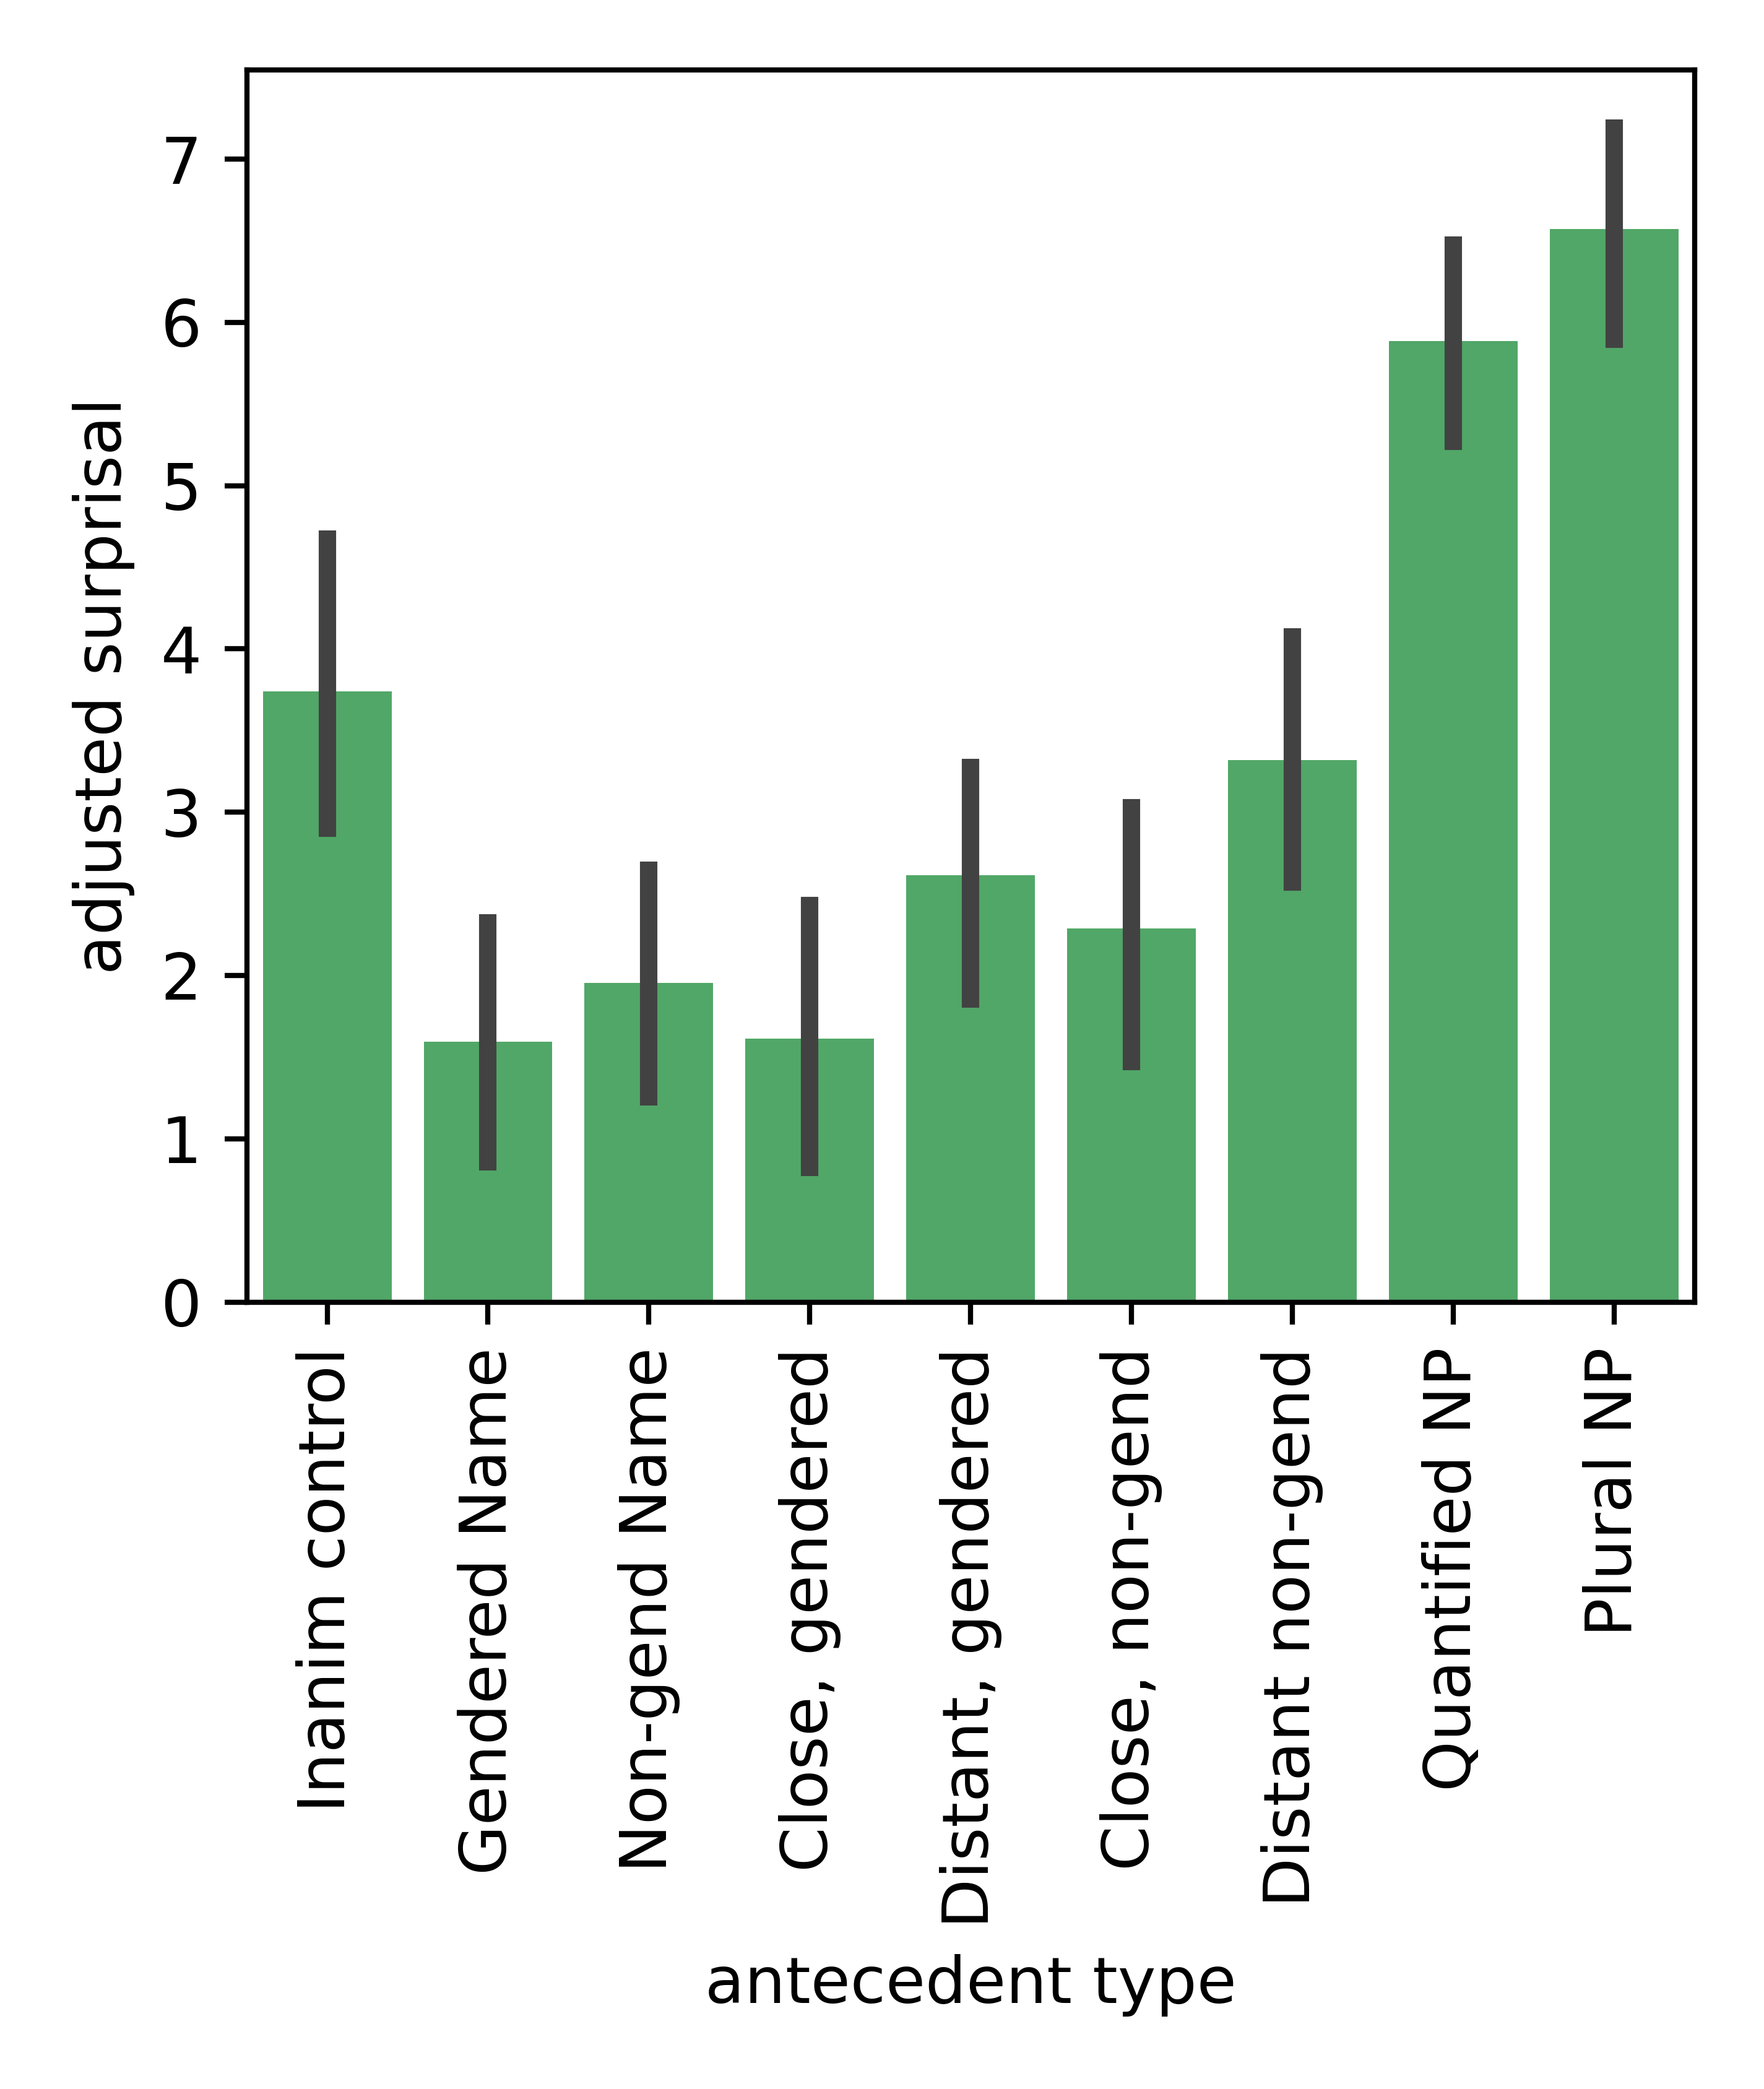 adjusted surprisal
7
6
5
4
3
2
1
0
Inanim control
Gendered Name
Non-gend Name
Close, gendered
Distant, gendered
Close, non-gend
Distant non-gend
Quantified NP
Plural NP
antecedent type